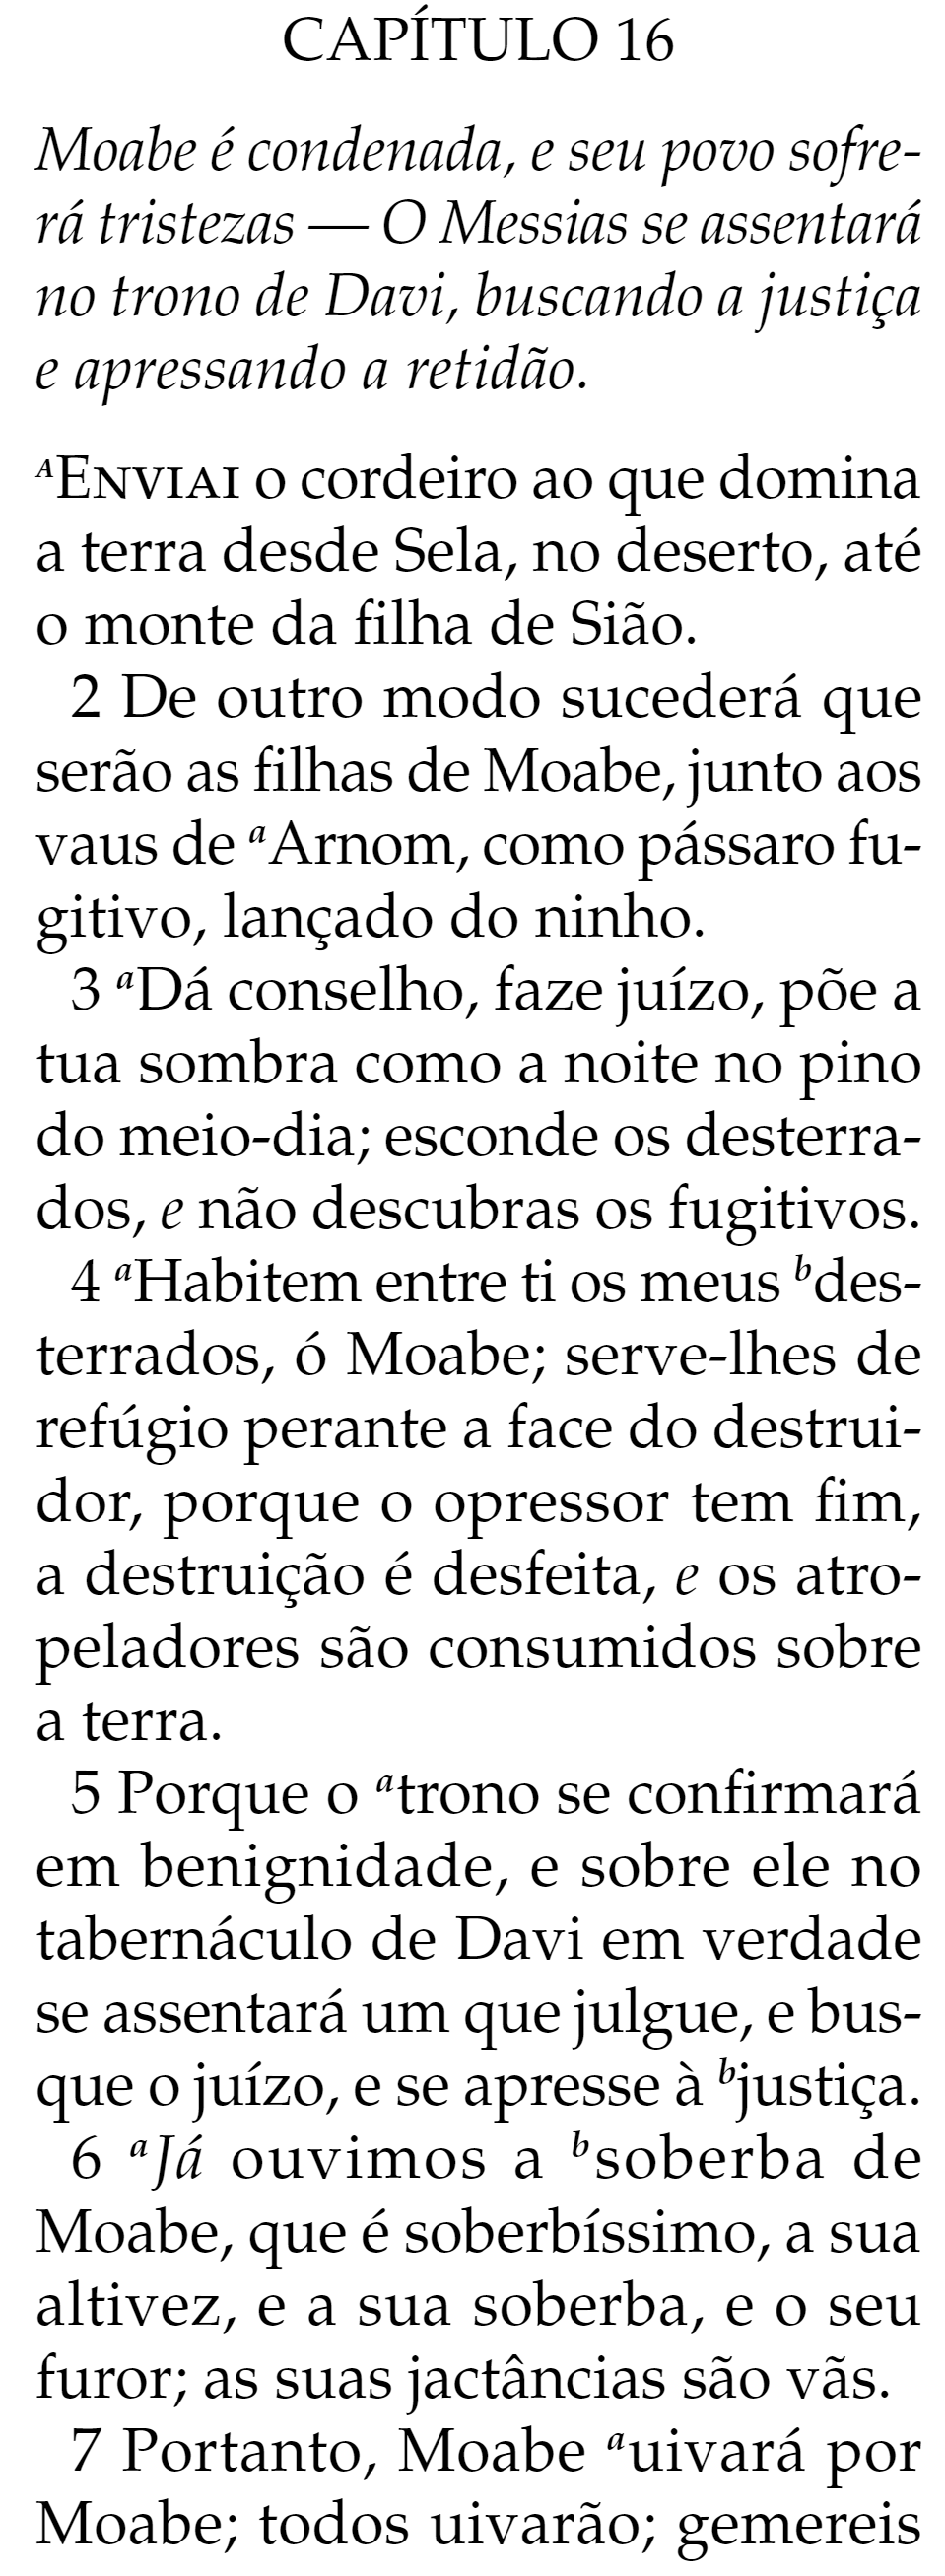 CAPÍTULO 16
Moabe é condenada, e seu povo sofre-
rá tristezas — O Messias se assentará
no trono de Davi, buscando a justiça
e apressando a retidão.
ᴬEnviai o cordeiro ao que domina
a terra desde Sela, no deserto, até
o monte da filha de Sião.
2 De outro modo sucederá que
serão as filhas de Moabe, junto aos
vaus de ᵃArnom, como pássaro fu-
gitivo, lançado do ninho.
3 ᵃDá conselho, faze juízo, põe a
tua sombra como a noite no pino
do meio-dia; esconde os desterra-
dos, e não descubras os fugitivos.
4 ᵃHabitem entre ti os meus ᵇdes-
terrados, ó Moabe; serve-lhes de
refúgio perante a face do destrui-
dor, porque o opressor tem fim,
a destruição é desfeita, e os atro-
peladores são consumidos sobre
a terra.
5 Porque o ᵃtrono se confirmará
em benignidade, e sobre ele no
tabernáculo de Davi em verdade
se assentará um que julgue, e bus-
que o juízo, e se apresse à ᵇjustiça.
6 ᵃJá ouvimos a ᵇsoberba de
Moabe, que é soberbíssimo, a sua
altivez, e a sua soberba, e o seu
furor; as suas jactâncias são vãs.
7 Portanto, Moabe ᵃuivará por
Moabe; todos uivarão; gemereis